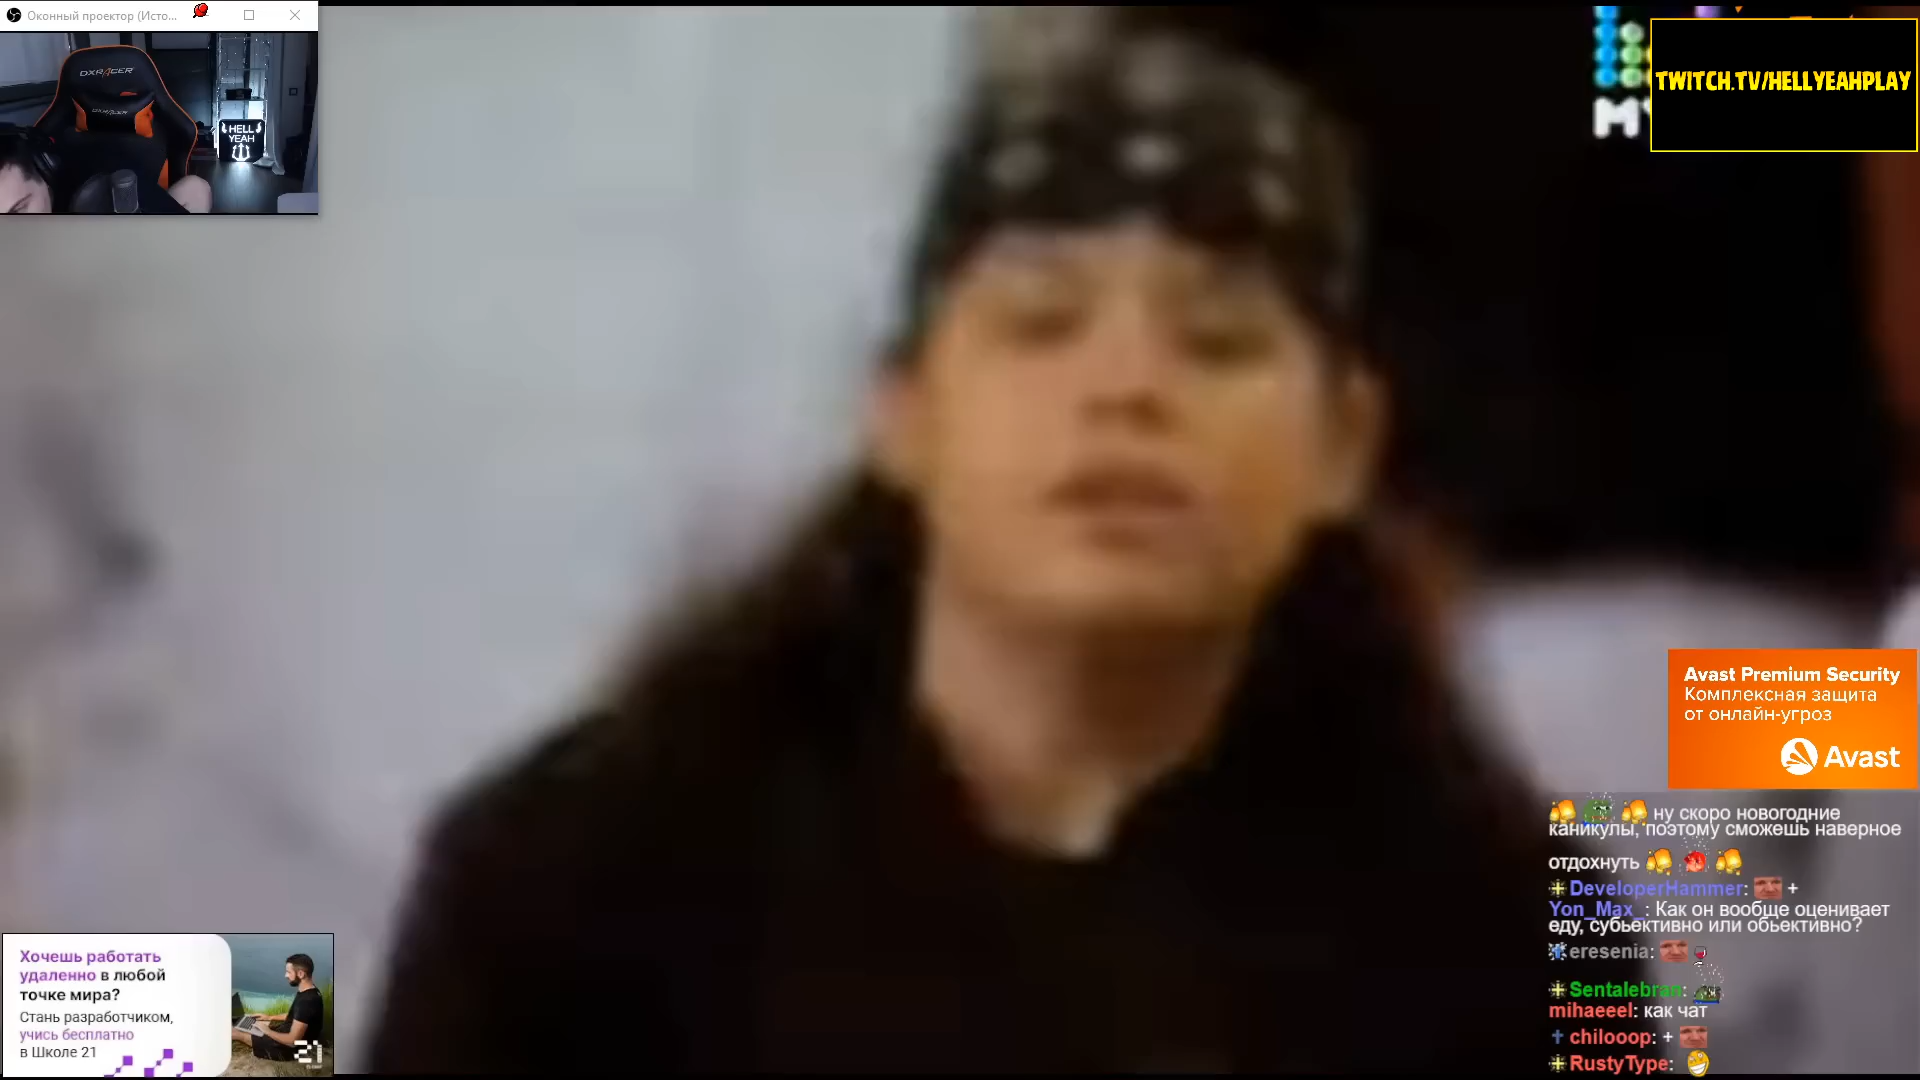 Оконный проектор (Исто...
DXRACER
HELL
YEAH
TWITCH.TV/HELLYEAHPLAY
Avast Premium Security
Комплексная защита
от онлайн-угроз
Avast
ну скоро новогодние
каникулы, поэтому сможешь наверное
отдохнуть
DeveloperHammer: +
Yon_Max_: Как он вообще оценивает
еду, субьективно или обьективно?
eresenia:
Sentalebran:
mihaeeel: как чат
chilooop: +
RustyType:
Хочешь работать
удаленно в любой
точке мира?
Стань разработчиком,
учись бесплатно
в Школе 21
21